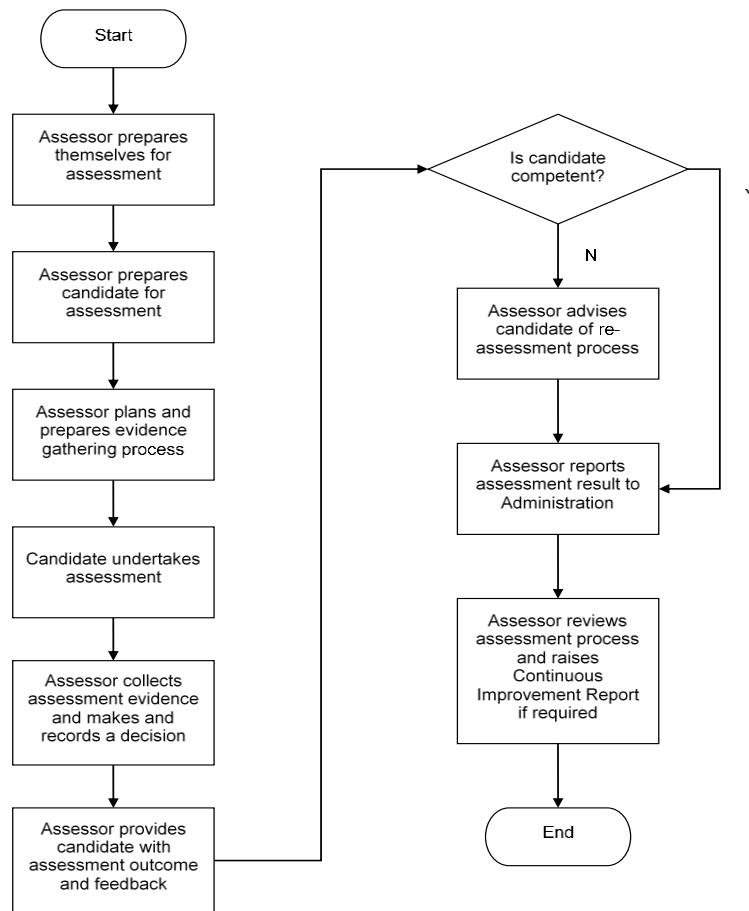 Start
Assessor prepares
themselves for
assessment
Assessor prepares
candidate for
assessment
Assessor plans and
prepares evidence
gathering process
Candidate undertakes
assessment
Assessor collects
assessment evidence
and makes and
records a decision
Assessor provides
candidate with
assessment outcome
and feedback
Is candidate
competent?
N
Assessor advises
candidate of re-
assessment process
Assessor reports
assessment result to
Administration
Assessor reviews
assessment process
and raises
Continuous
Improvement Report
if required
End